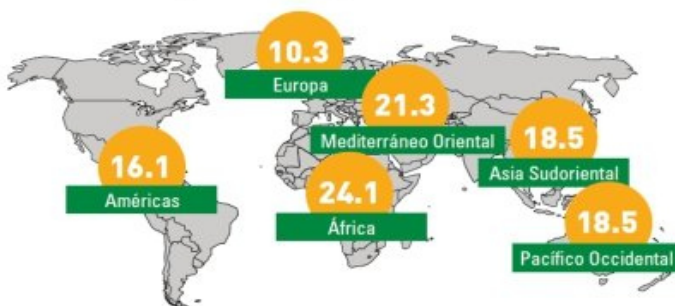 10.3
Europa
21.3
Mediterráneo Oriental
18.5
Asia Sudoriental
16.1
Américas
24.1
África
18.5
Pacífico Occidental